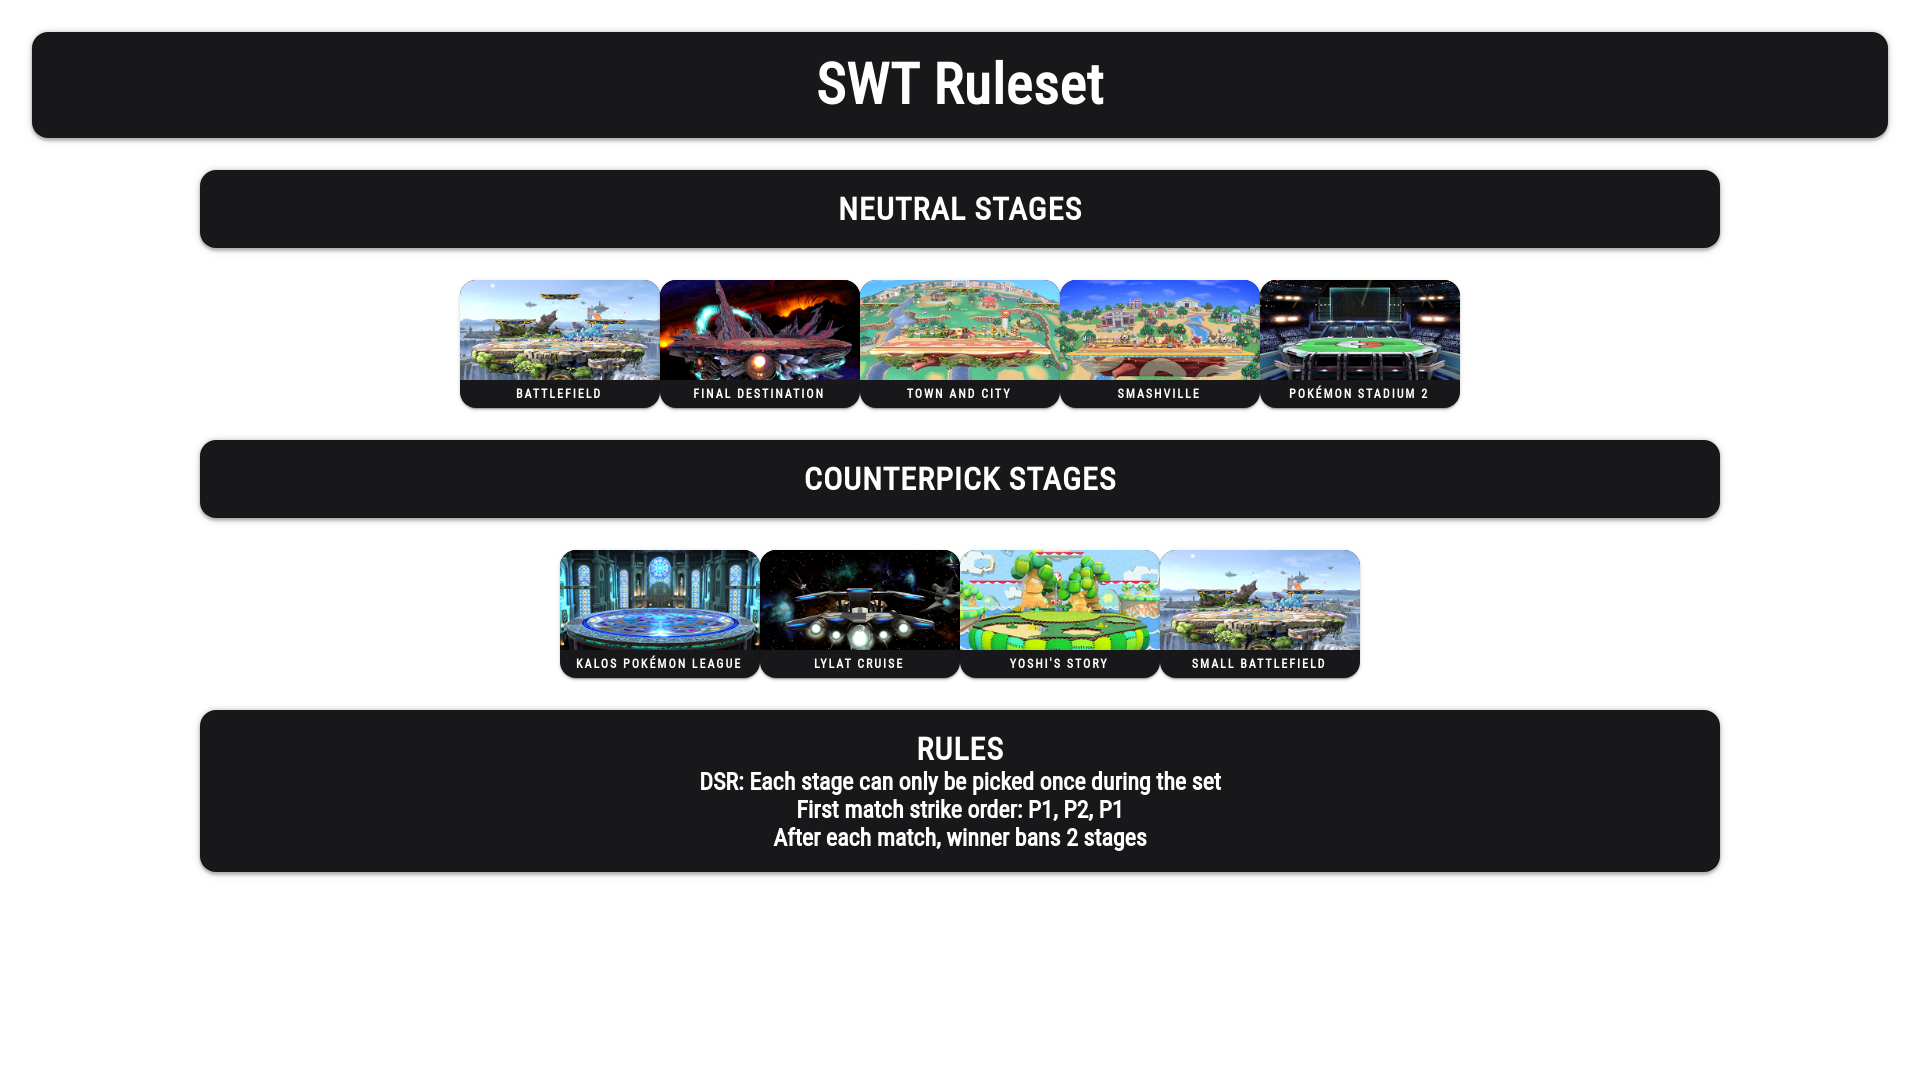 SWT Ruleset
NEUTRAL STAGES
BATTLEFIELD
FINAL DESTINATION
TOWN AND CITY
SMASHVILLE
POKÉMON STADIUM 2
COUNTERPICK STAGES
KALOS POKÉMON LEAGUE
LYLAT CRUISE
YOSHI'S STORY
SMALL BATTLEFIELD
RULES
DSR: Each stage can only be picked once during the set
First match strike order: P1, P2, P1
After each match, winner bans 2 stages